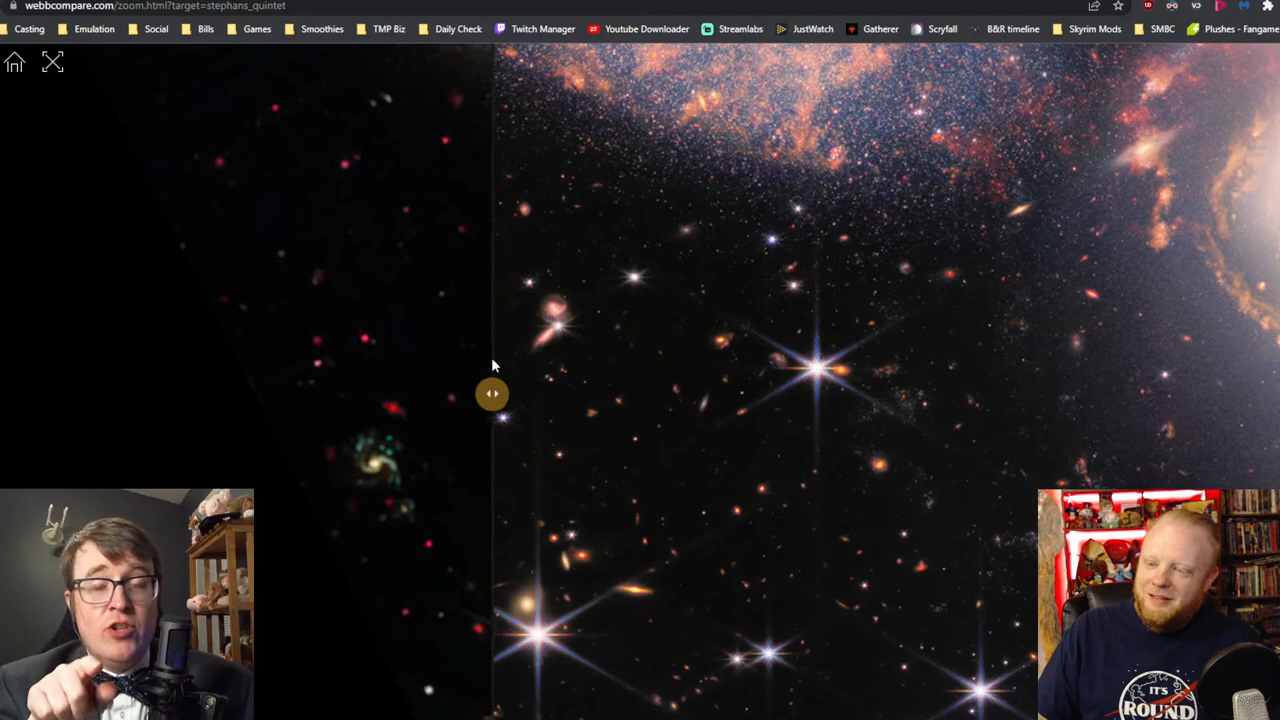 webbcompare.com/zoom.html?target=stephans_quintet
Casting Emulation Social Bills Games Smoothies TMP Biz Daily Check Twitch Manager Youtube Downloader Streamlabs JustWatch Gatherer Scryfall B&R timeline Skyrim Mods SMBC Plushes - Fangame
IT'S
ROUND